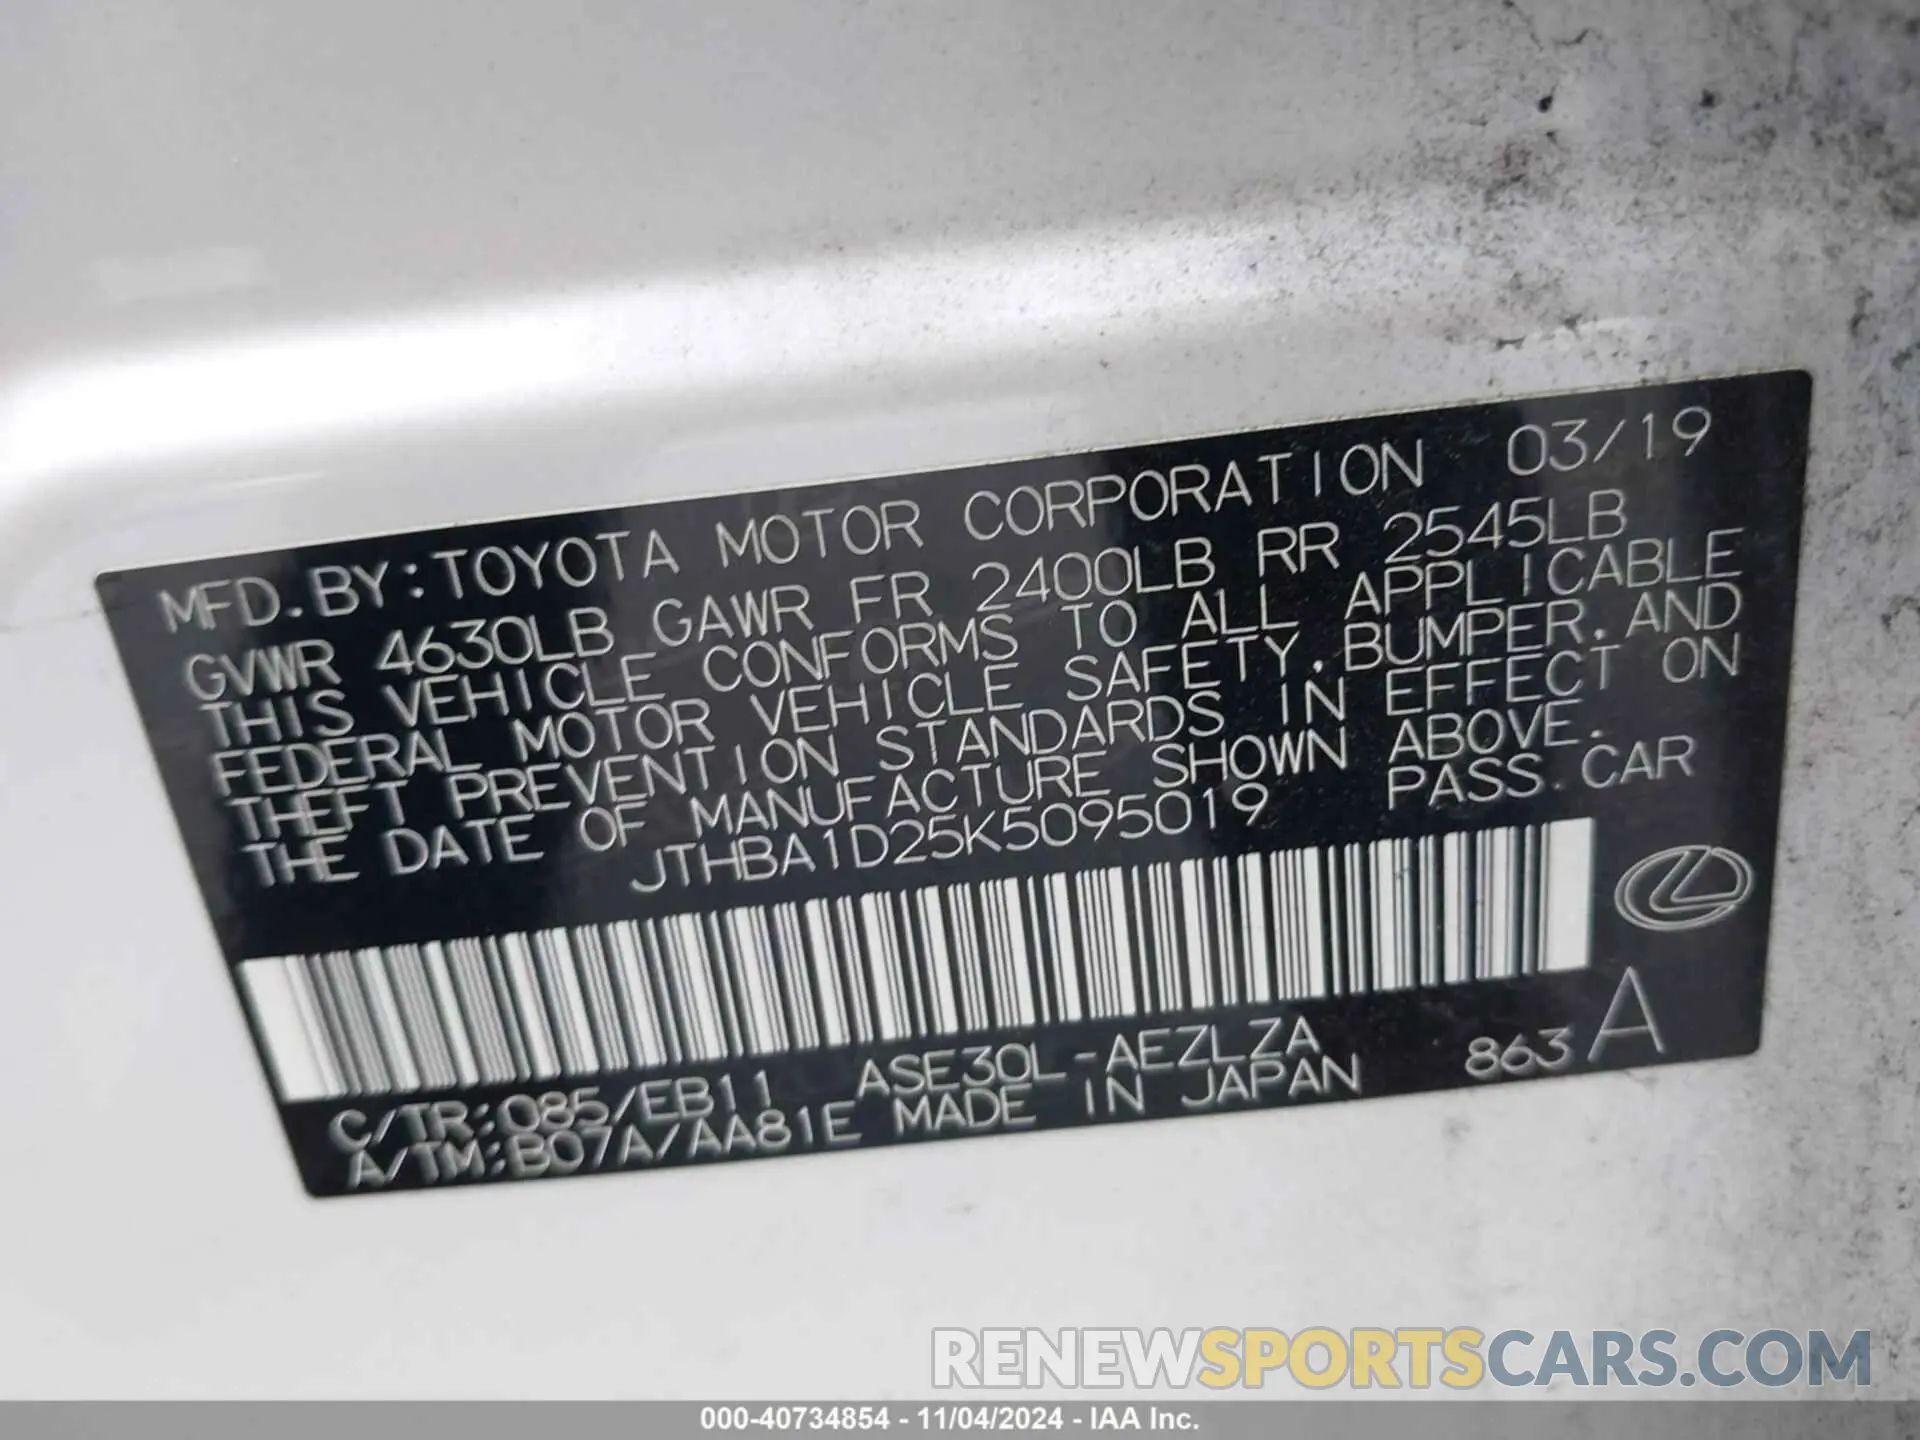 MFD.BY:TOYOTA MOTOR CORPORATION 03/19
GVWR 4630LB GAWR FR 2400LB RR 2545LB
THIS VEHICLE CONFORMS TO ALL APPLICABLE
FEDERAL MOTOR VEHICLE SAFETY,BUMPER,AND
THEFT PREVENTION STANDARDS IN EFFECT ON
THE DATE OF MANUFACTURE SHOWN ABOVE.
JTHBA1D25K5095019 PASS.CAR
C/TR:085/EB11 ASE30L-AEZLZA 863 A
A/TM:B07A/AA81E MADE IN JAPAN
RENEWSPORTSCARS.COM
000-40734854 - 11/04/2024 - IAA Inc.